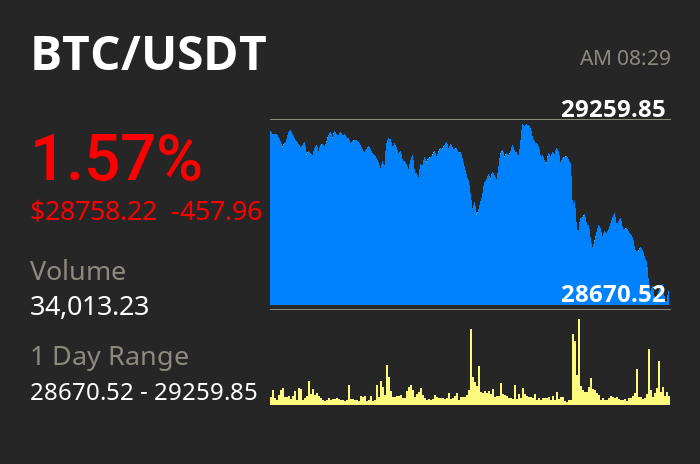 BTC/USDT
AM 08:29
29259.85
1.57%
$28758.22 -457.96
Volume
34,013.23
28670.52
1 Day Range
28670.52 - 29259.85